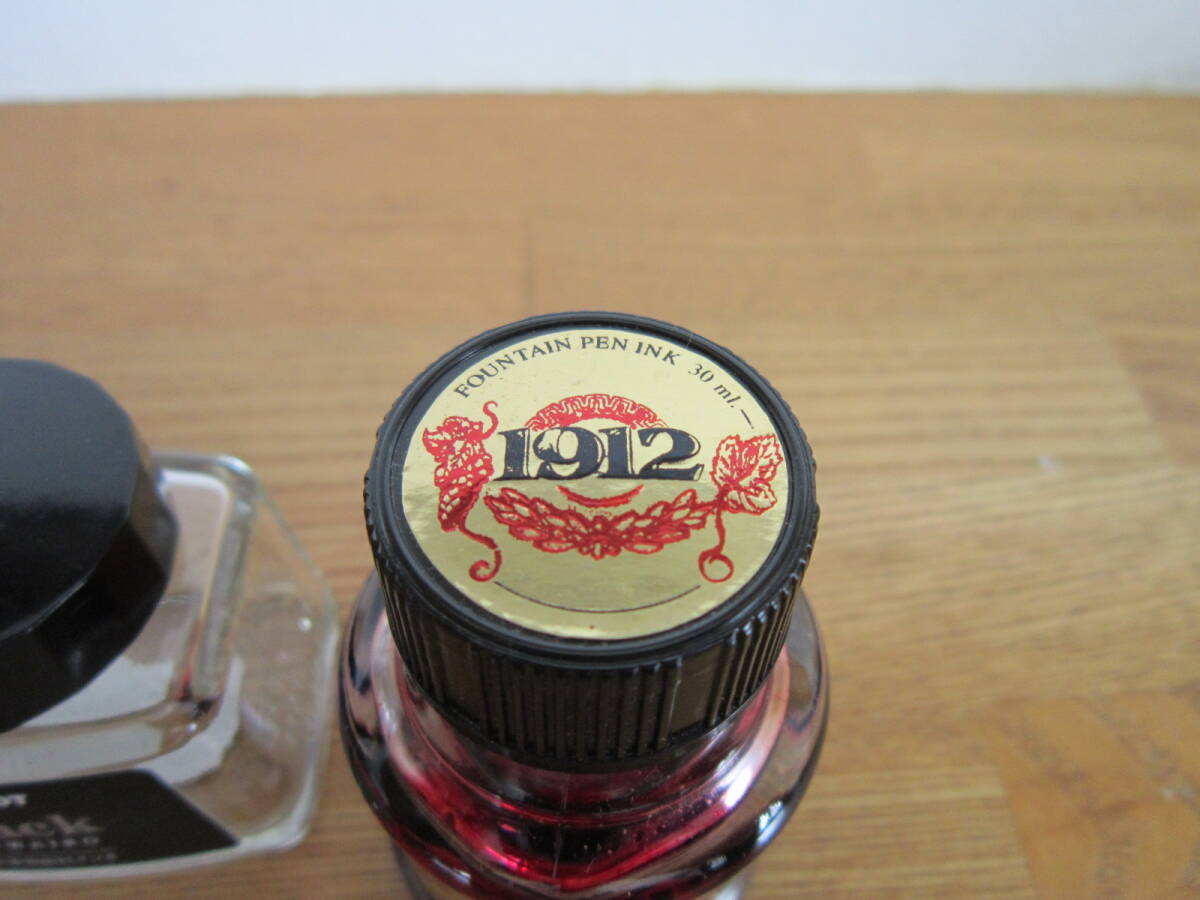 FOUNTAIN PEN INK 30 ml.
1912